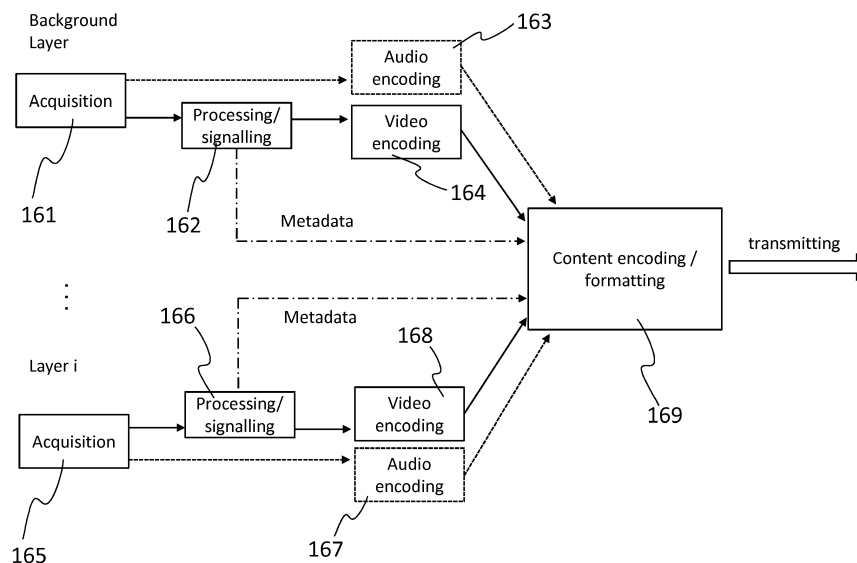 Background
Layer
163
Audio
encoding
Acquisition
Processing/
signalling
Video
encoding
161
162
164
Metadata
Content encoding /
formatting
transmitting
⋮
166
Metadata
168
Layer i
Processing/
signalling
Video
encoding
169
Acquisition
Audio
encoding
165
167